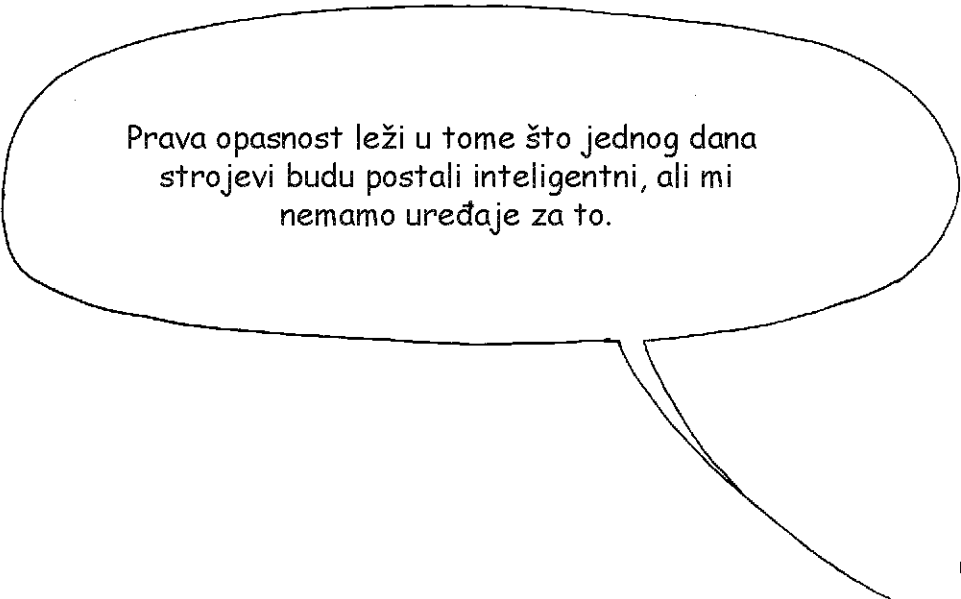 Prava opasnost leži u tome što jednog dana
strojevi budu postali inteligentni, ali mi
nemamo uređaje za to.